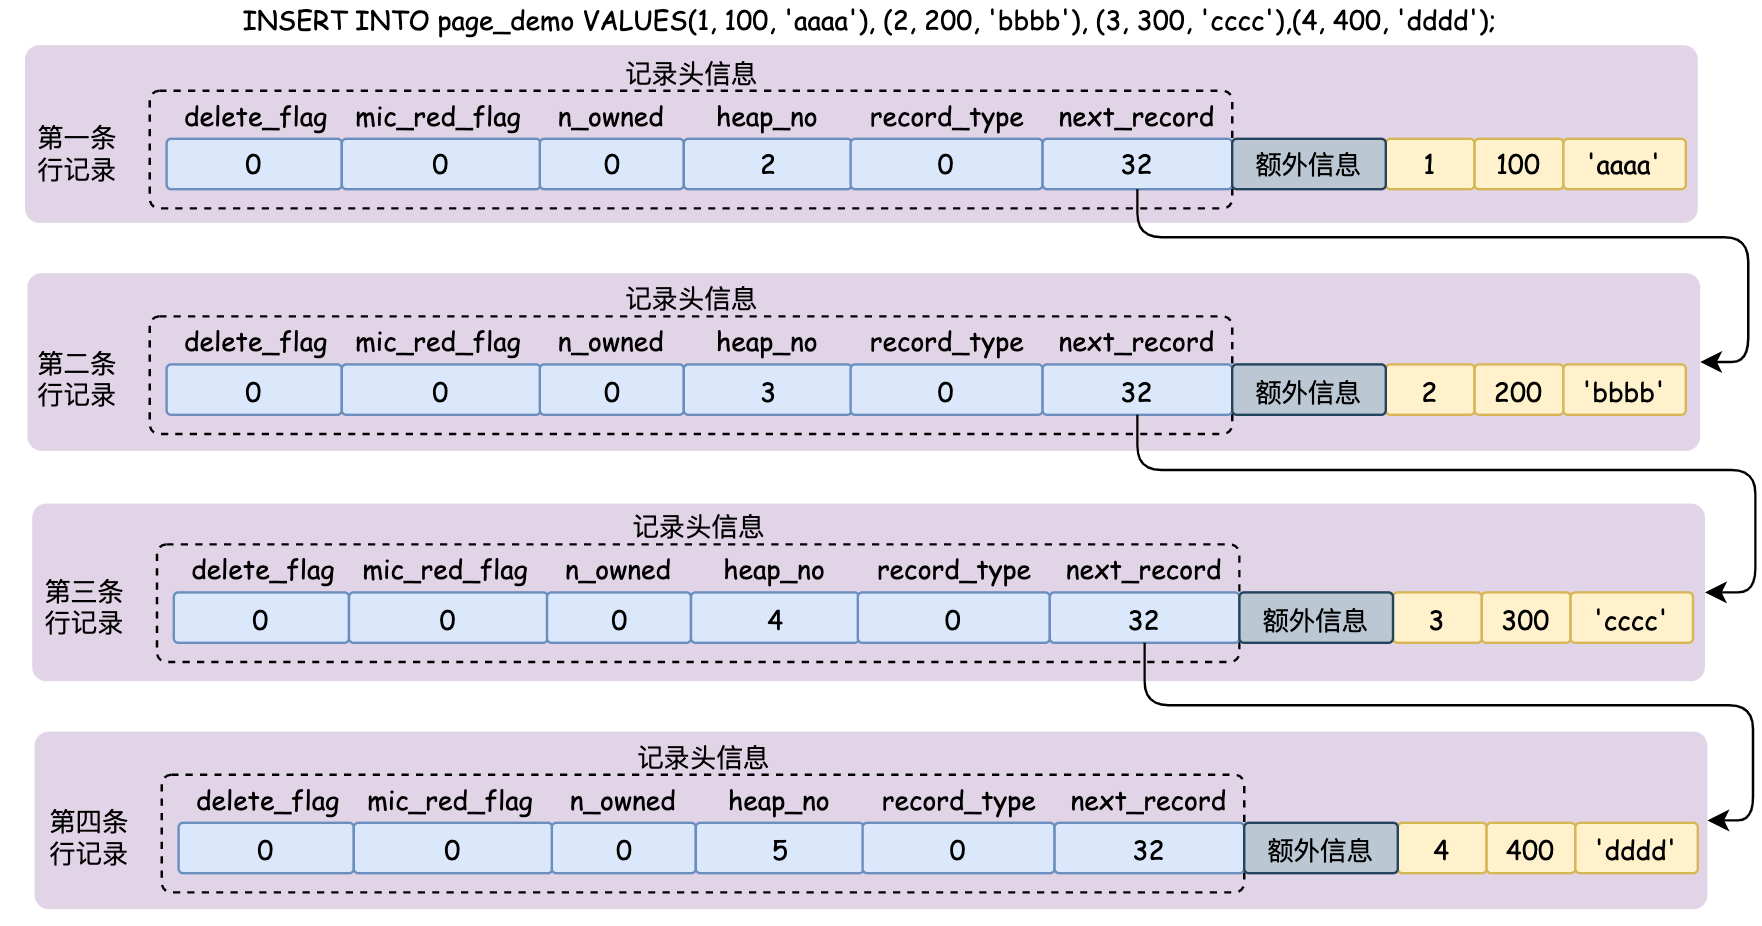 INSERT INTO page_demo VALUES(1, 100, 'aaaa'), (2, 200, 'bbbb'), (3, 300, 'cccc'),(4, 400, 'dddd');
记录头信息
delete_flag mic_red_flag n_owned heap_no record_type next_record
第一条
行记录
0 0 0 2 0 32 额外信息 1 100 'aaaa'
记录头信息
delete_flag mic_red_flag n_owned heap_no record_type next_record
第二条
行记录
0 0 0 3 0 32 额外信息 2 200 'bbbb'
记录头信息
delete_flag mic_red_flag n_owned heap_no record_type next_record
第三条
行记录
0 0 0 4 0 32 额外信息 3 300 'cccc'
记录头信息
delete_flag mic_red_flag n_owned heap_no record_type next_record
第四条
行记录
0 0 0 5 0 32 额外信息 4 400 'dddd'